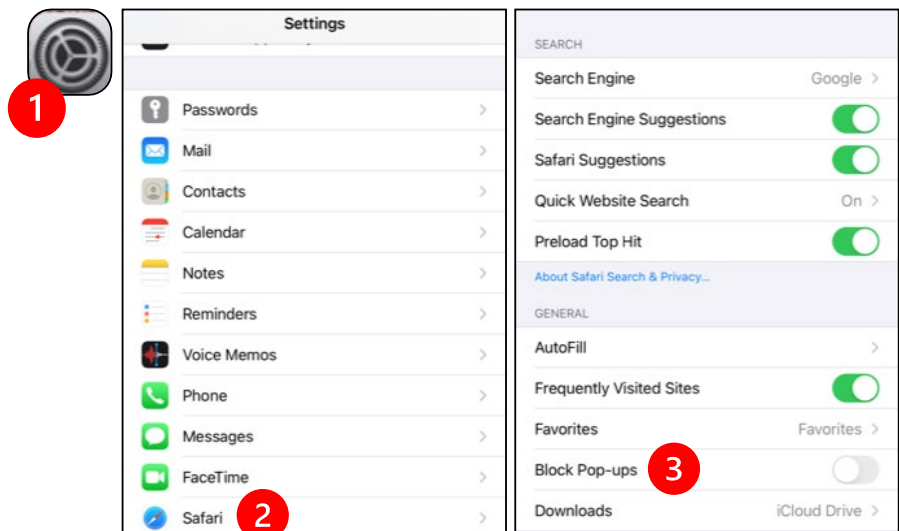 1
Settings
Passwords
Mail
Contacts
Calendar
Notes
Reminders
Voice Memos
Phone
Messages
FaceTime
Safari 2
SEARCH
Search Engine Google
Search Engine Suggestions
Safari Suggestions
Quick Website Search On
Preload Top Hit
About Safari Search & Privacy...
GENERAL
AutoFill
Frequently Visited Sites
Favorites Favorites
Block Pop-ups 3
Downloads iCloud Drive